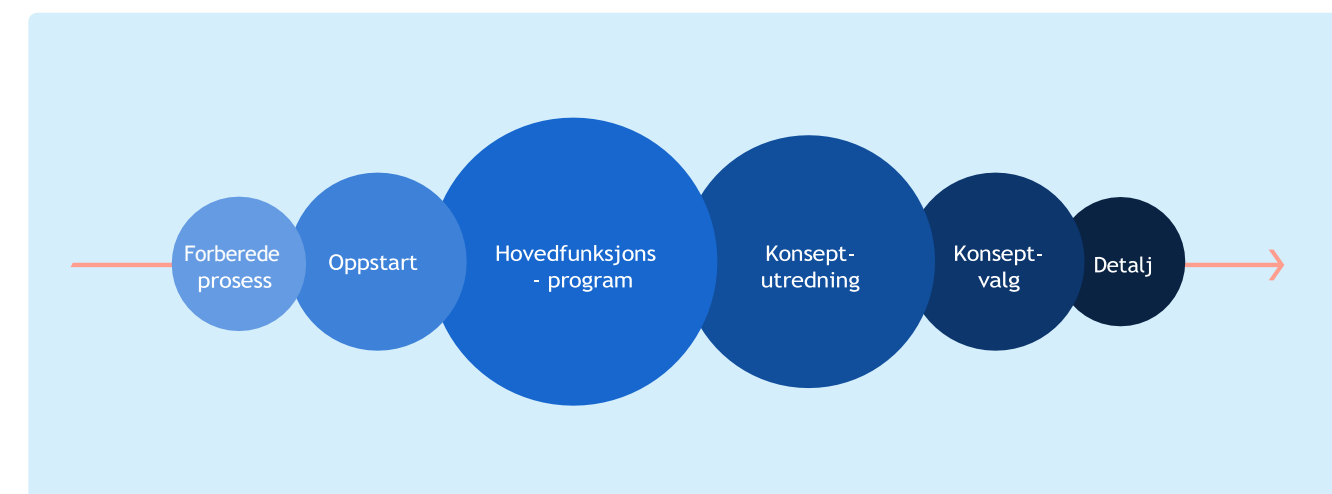 Forberede
prosess
Oppstart
Hovedfunksjons
- program
Konsept-
utredning
Konsept-
valg
Detalj